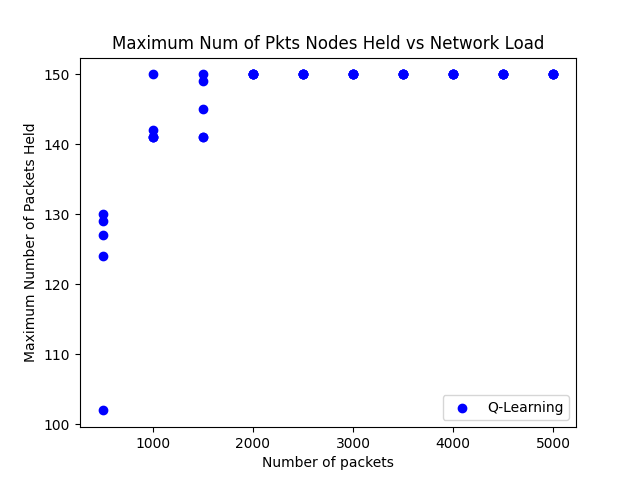 Maximum Num of Pkts Nodes Held vs Network Load
150
140
130
120
110
100
Maximum Number of Packets Held
Q-Learning
1000 2000 3000 4000 5000
Number of packets